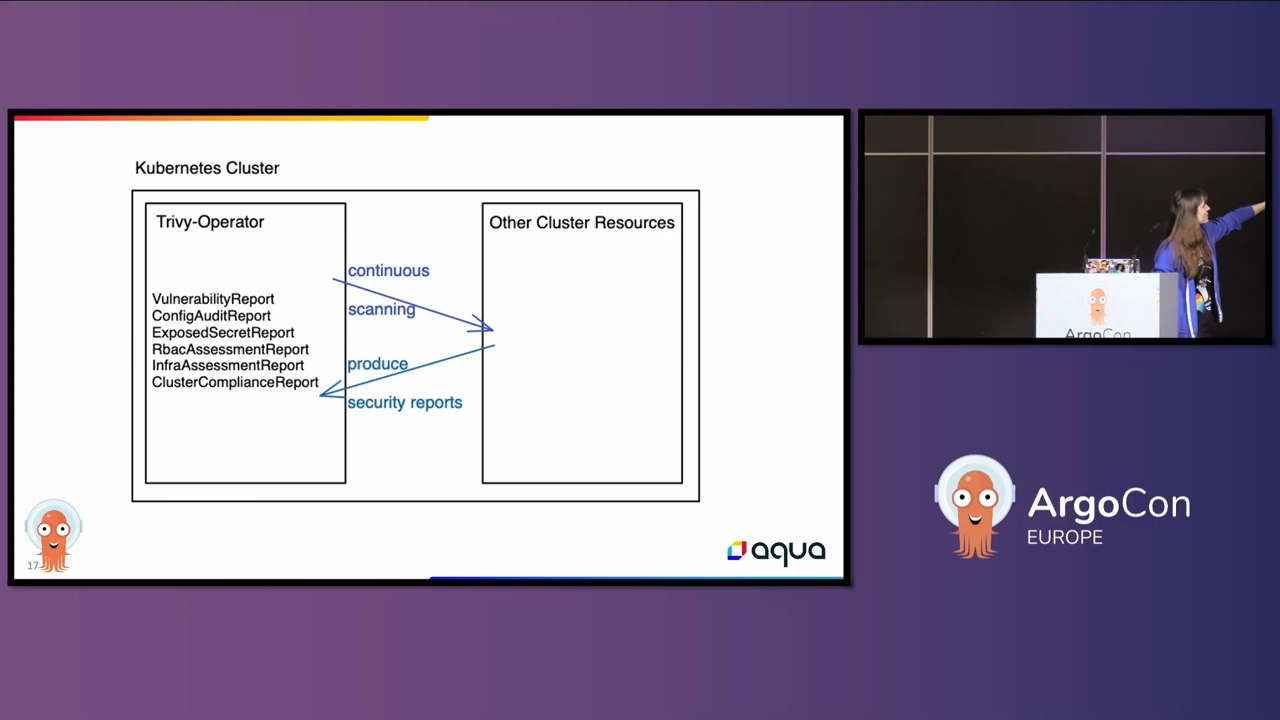 Kubernetes Cluster
Trivy-Operator
VulnerabilityReport
ConfigAuditReport
ExposedSecretReport
RbacAssessmentReport
InfraAssessmentReport
ClusterComplianceReport
continuous
scanning
produce
security reports
Other Cluster Resources
17
aqua
ArgoCon
ArgoCon
EUROPE